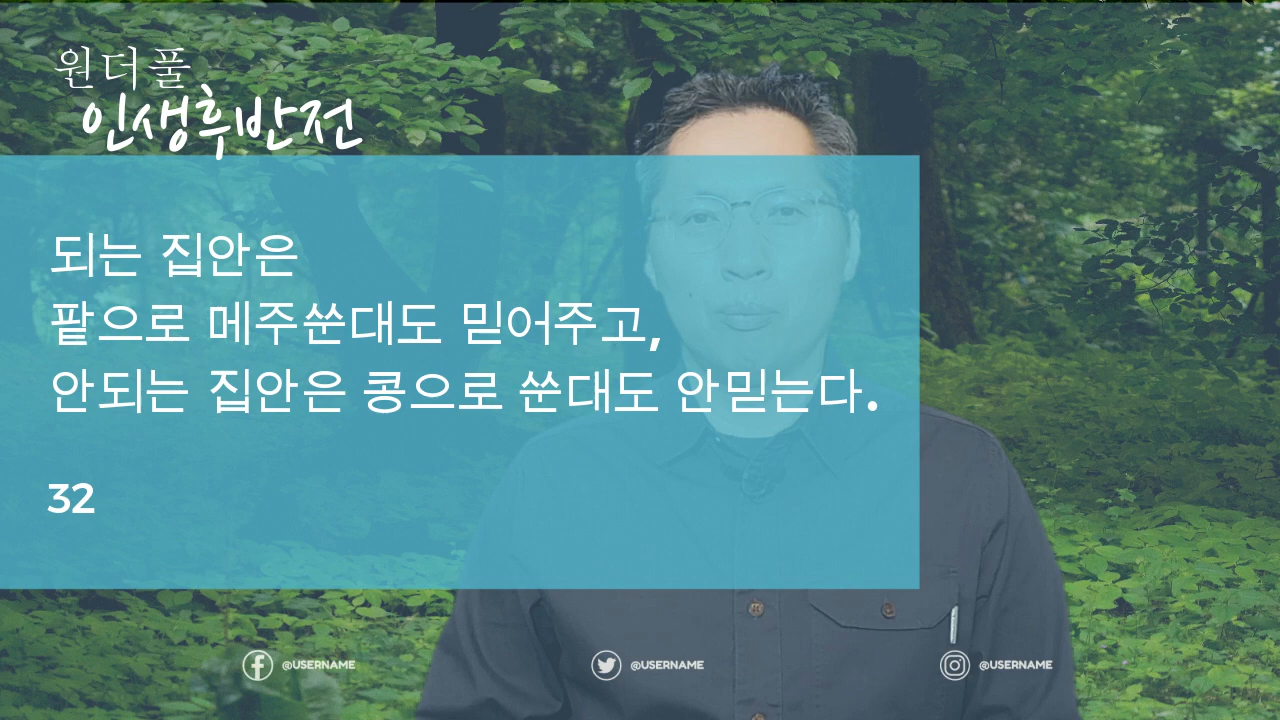 원더풀
인생후반전
되는 집안은
팥으로 메주쑨대도 믿어주고,
안되는 집안은 콩으로 쑨대도 안믿는다.
32
@USERNAME
@USERNAME
@USERNAME